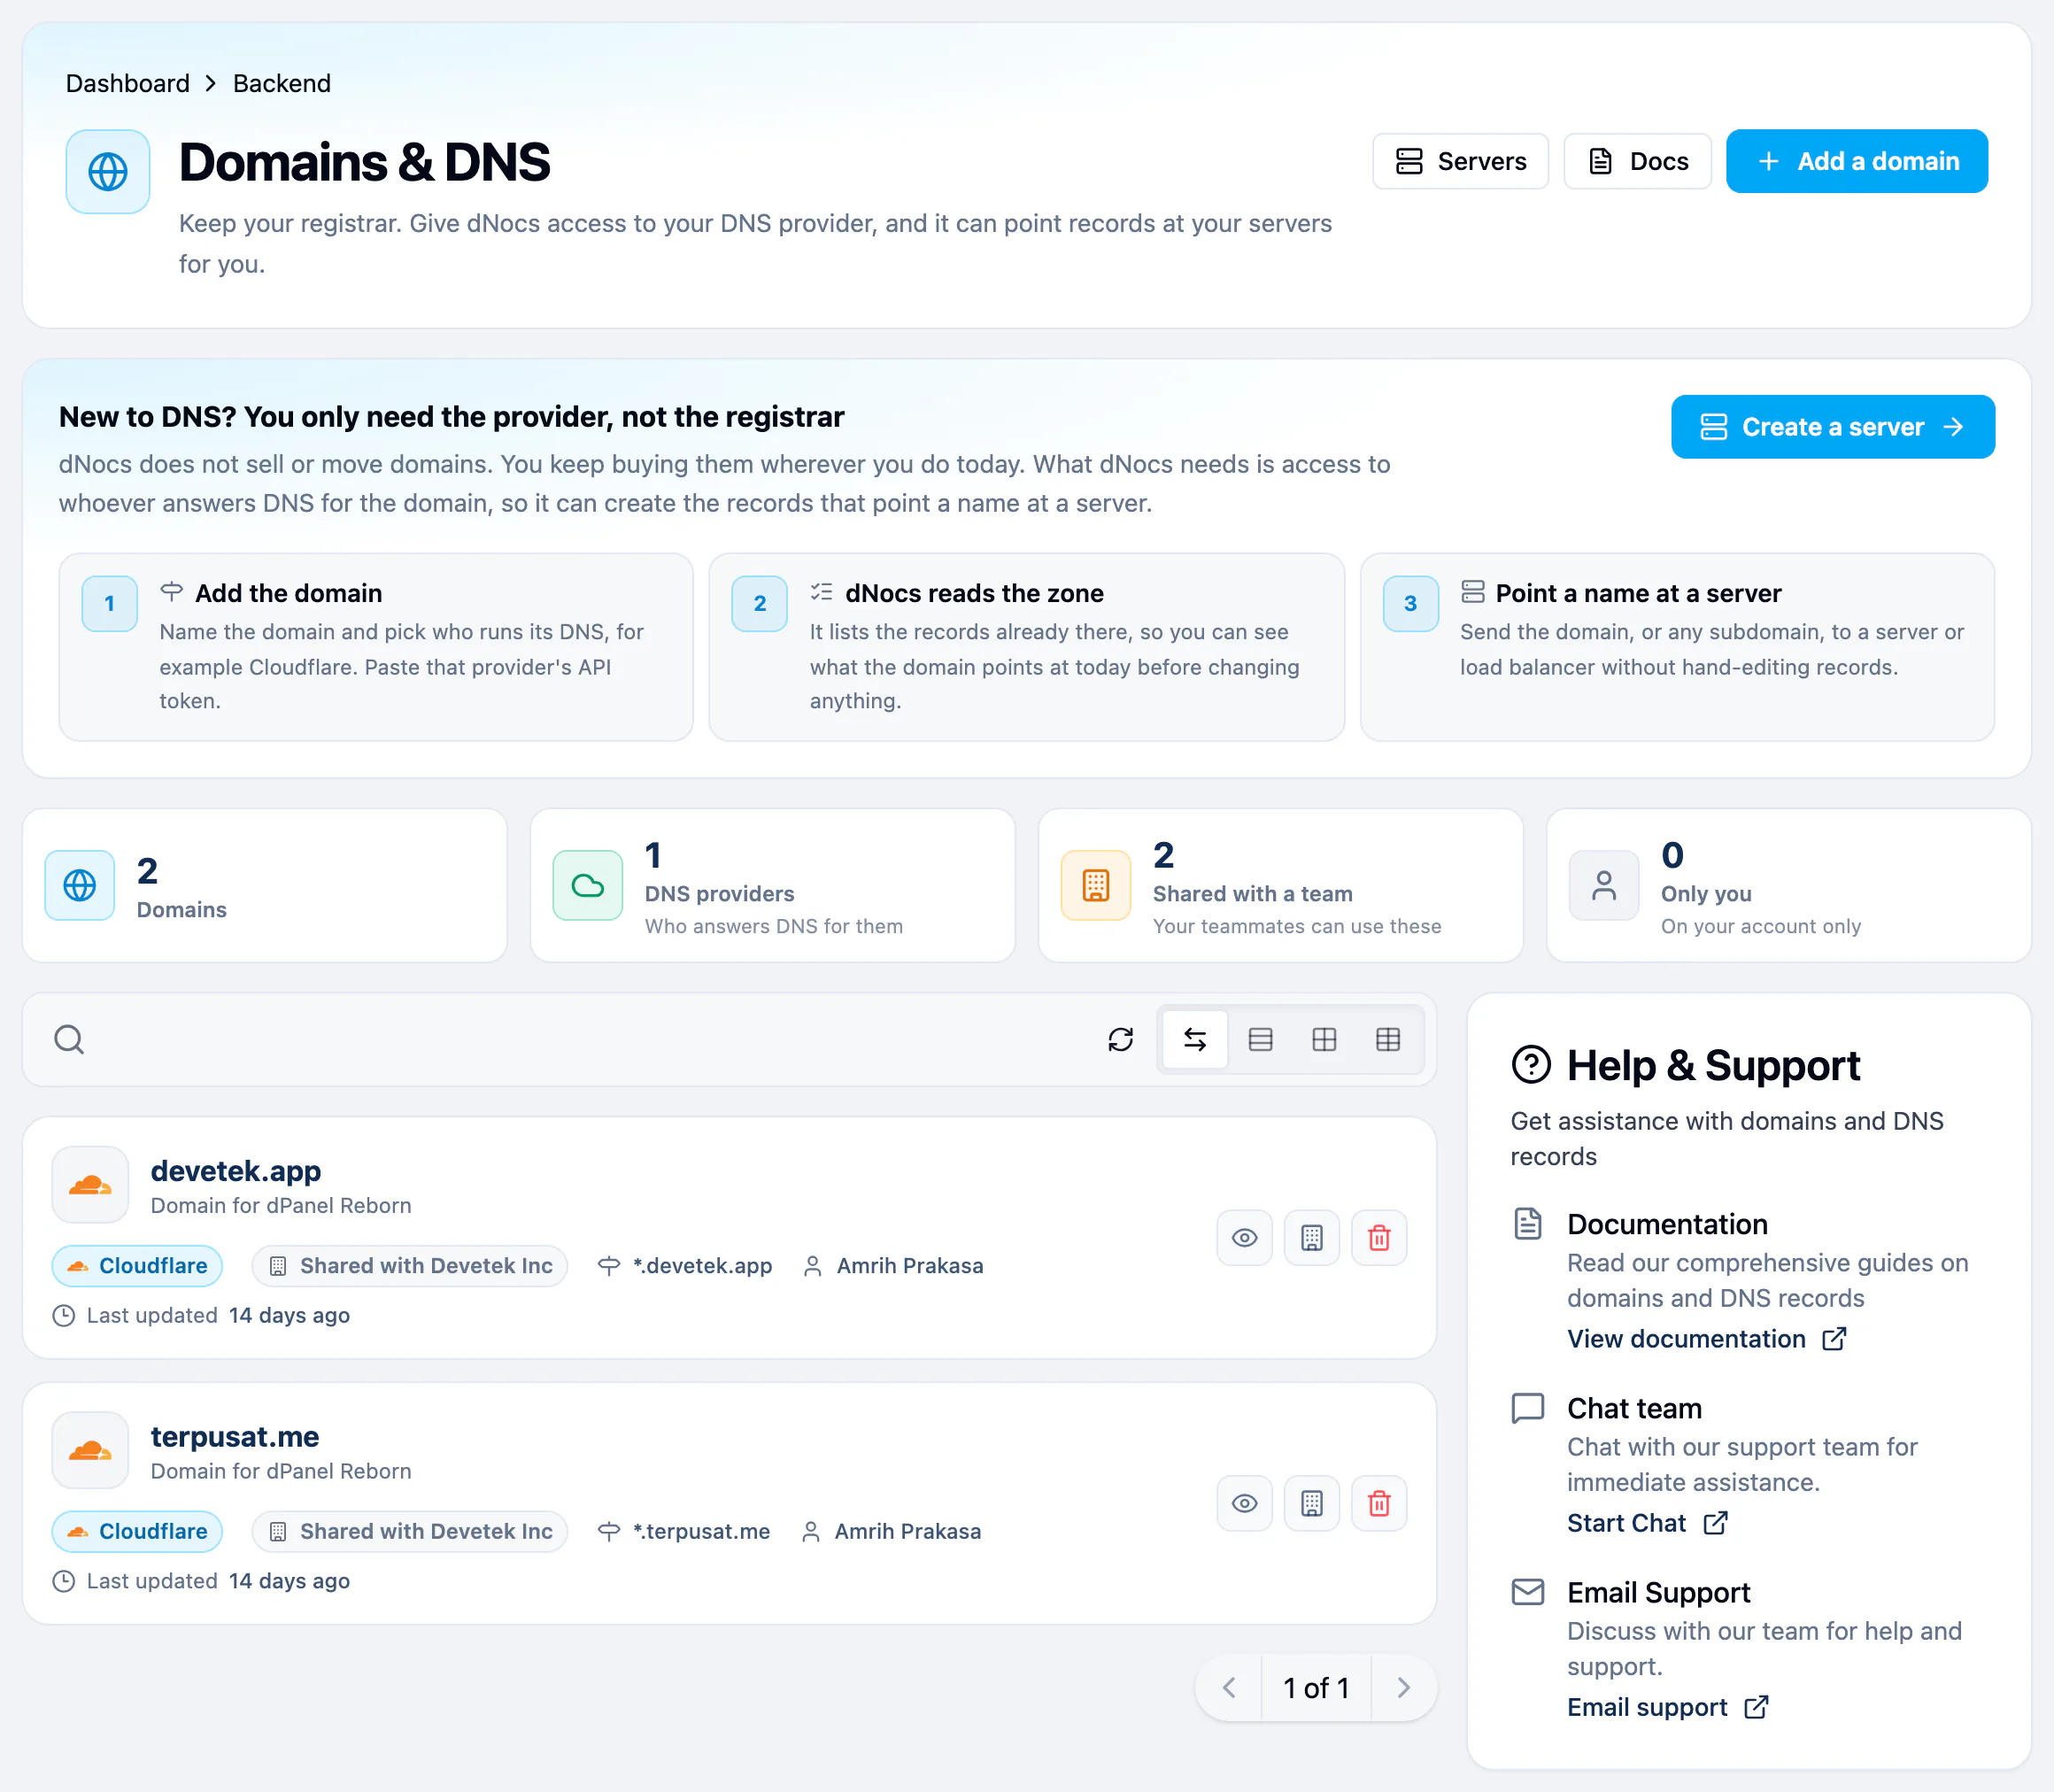 Dashboard > Backend
Domains & DNS
Keep your registrar. Give dNocs access to your DNS provider, and it can point records at your servers
for you.
Servers
Docs
+ Add a domain
New to DNS? You only need the provider, not the registrar
dNocs does not sell or move domains. You keep buying them wherever you do today. What dNocs needs is access to
whoever answers DNS for the domain, so it can create the records that point a name at a server.
Create a server →
1
Add the domain
Name the domain and pick who runs its DNS, for
example Cloudflare. Paste that provider's API
token.
2
dNocs reads the zone
It lists the records already there, so you can see
what the domain points at today before changing
anything.
3
Point a name at a server
Send the domain, or any subdomain, to a server or
load balancer without hand-editing records.
2
Domains
1
DNS providers
Who answers DNS for them
2
Shared with a team
Your teammates can use these
0
Only you
On your account only
devetek.app
Domain for dPanel Reborn
Cloudflare
Shared with Devetek Inc
*.devetek.app
Amrih Prakasa
Last updated 14 days ago
terpusat.me
Domain for dPanel Reborn
Cloudflare
Shared with Devetek Inc
*.terpusat.me
Amrih Prakasa
Last updated 14 days ago
1 of 1
Help & Support
Get assistance with domains and DNS
records
Documentation
Read our comprehensive guides on
domains and DNS records
View documentation
Chat team
Chat with our support team for
immediate assistance.
Start Chat
Email Support
Discuss with our team for help and
support.
Email support